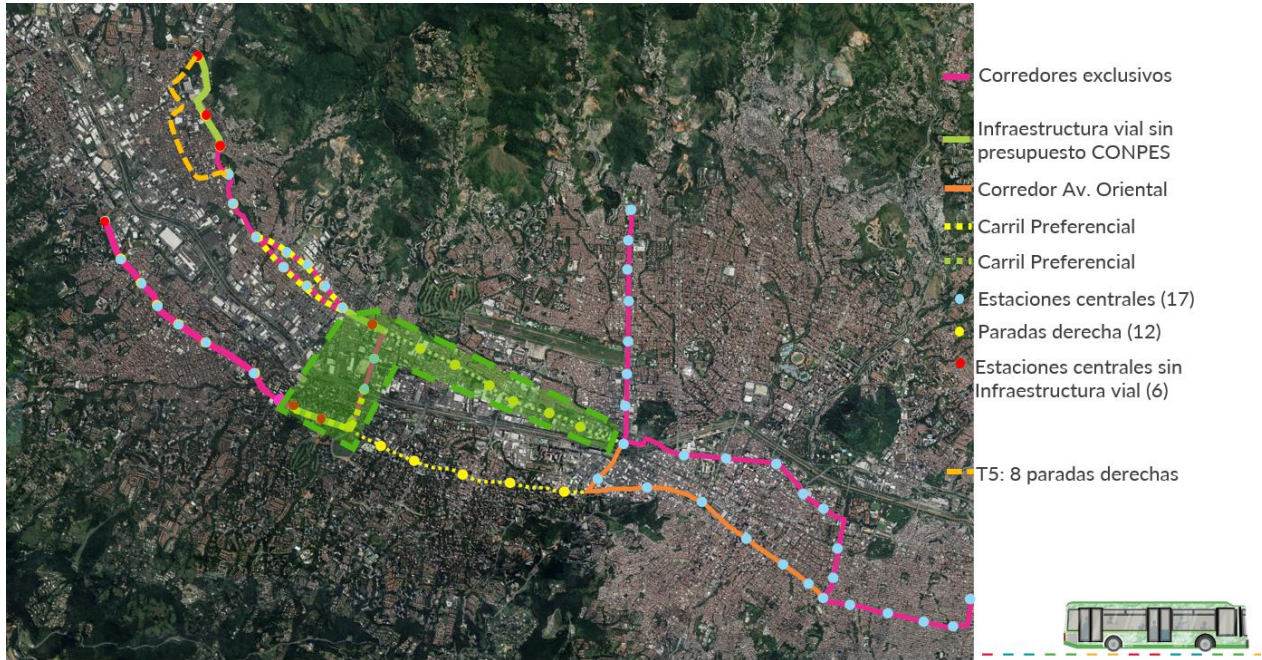 Corredores exclusivos
Infraestructura vial sin
presupuesto CONPES
Corredor Av. Oriental
Carril Preferencial
Carril Preferencial
Estaciones centrales (17)
Paradas derecha (12)
Estaciones centrales sin
Infraestructura vial (6)
T5: 8 paradas derechas